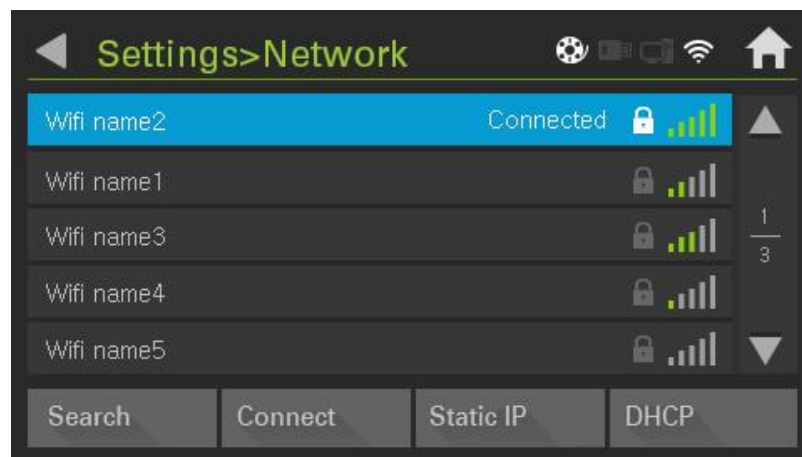 Settings>Network
Wifi name2 Connected
Wifi name1
Wifi name3
Wifi name4
Wifi name5
1
3
Search Connect Static IP DHCP